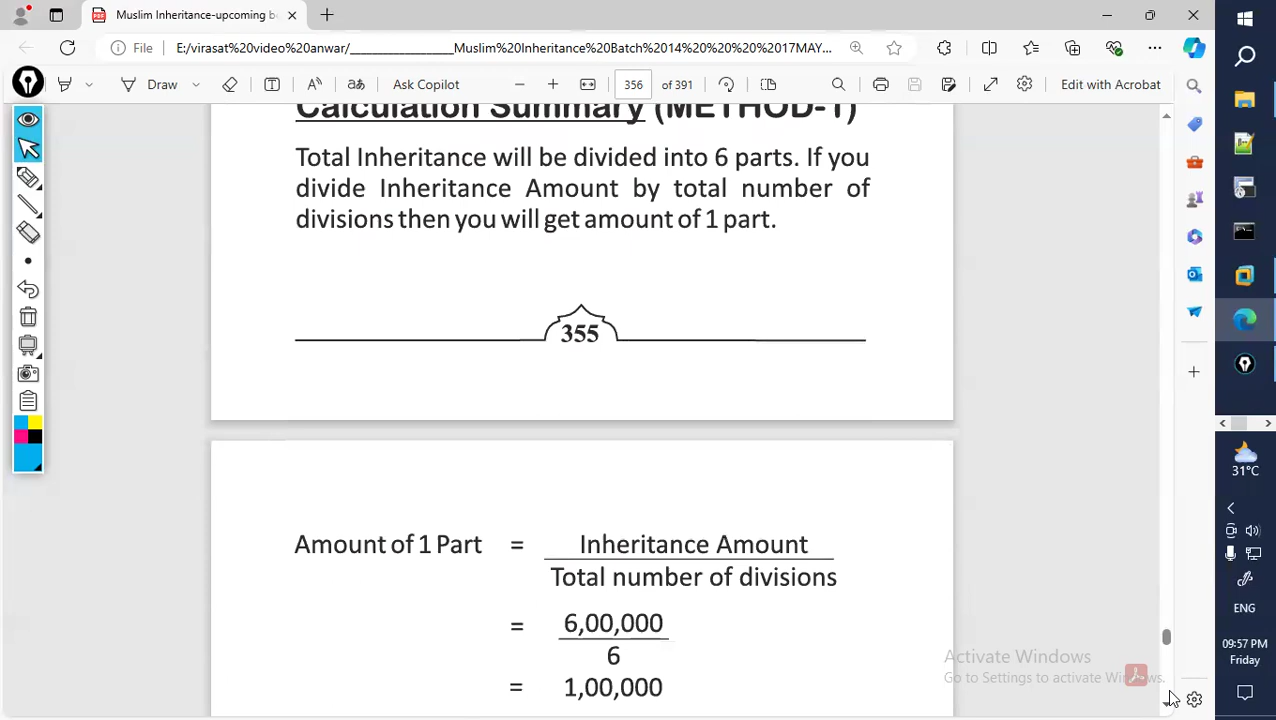 Muslim Inheritance-upcoming b
File
E:/virasat%20video%20anwar/________________Muslim%20Inheritance%20Batch%2014%20%20%20%2017MAY...
Draw
Ask Copilot
356 of 391
Edit with Acrobat
Calculation Summary (METHOD-1)
Total Inheritance will be divided into 6 parts. If you
divide Inheritance Amount by total number of
divisions then you will get amount of 1 part.
355
Amount of 1 Part = Inheritance Amount
Total number of divisions
= 6,00,000
6
= 1,00,000
Activate Windows
Go to Settings to activate Windows.
31°C
ENG
09:57 PM
Friday